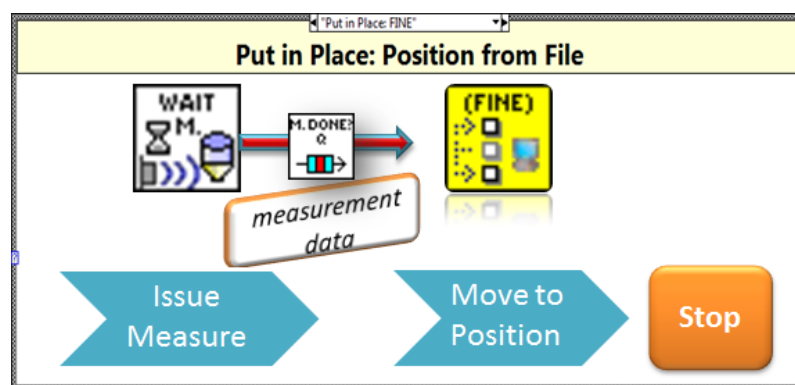 "Put in Place: FINE"
Put in Place: Position from File
WAIT
M.
M. DONE?
Q
(FINE)
measurement
data
Issue
Measure
Move to
Position
Stop